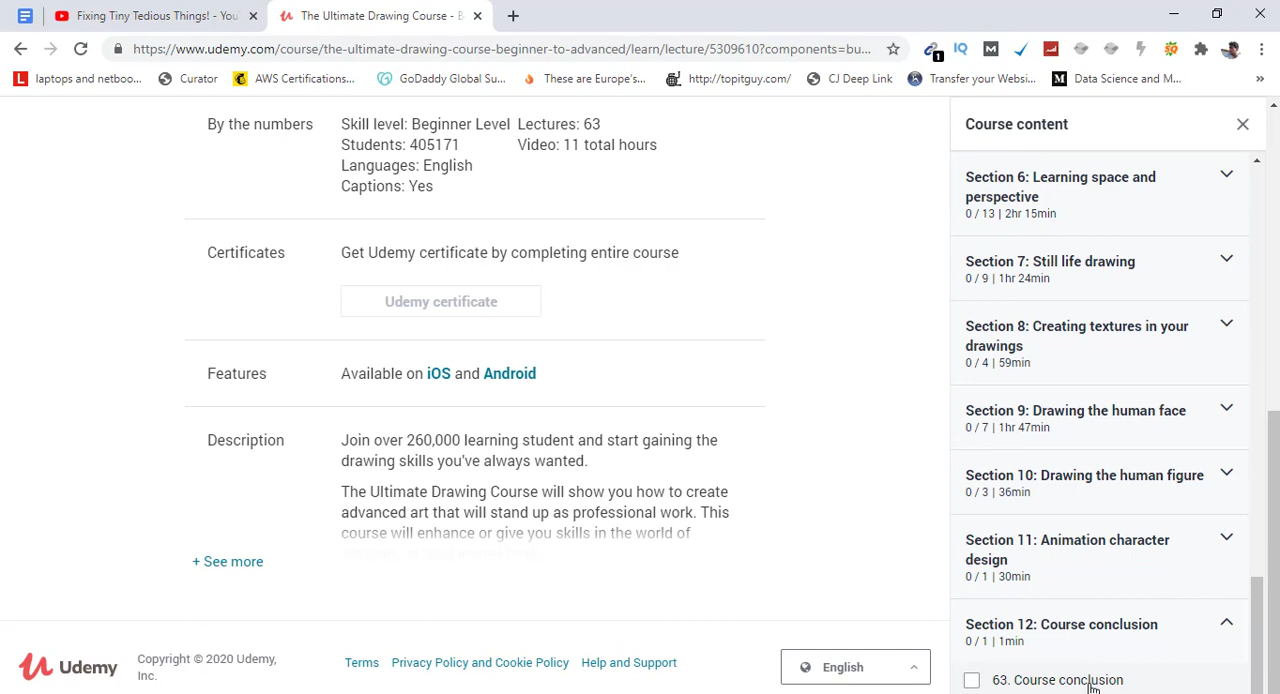 Fixing Tiny Tedious Things! - You
The Ultimate Drawing Course - B
https://www.udemy.com/course/the-ultimate-drawing-course-beginner-to-advanced/learn/lecture/5309610?components=bu...
1
IQ
M
L laptops and netboo...
Curator
AWS Certifications...
GoDaddy Global Su...
These are Europe's...
http://topitguy.com/
CJ Deep Link
Transfer your Websi...
M Data Science and M...
»
By the numbers
Skill level: Beginner Level
Students: 405171
Languages: English
Captions: Yes
Lectures: 63
Video: 11 total hours
Certificates
Get Udemy certificate by completing entire course
Udemy certificate
Features
Available on iOS and Android
Description
Join over 260,000 learning student and start gaining the
drawing skills you've always wanted.
The Ultimate Drawing Course will show you how to create
advanced art that will stand up as professional work. This
course will enhance or give you skills in the world of
+ See more
Udemy
Copyright © 2020 Udemy,
Inc.
Terms
Privacy Policy and Cookie Policy
Help and Support
English
Course content
Section 6: Learning space and
perspective
0 / 13 | 2hr 15min
Section 7: Still life drawing
0 / 9 | 1hr 24min
Section 8: Creating textures in your
drawings
0 / 4 | 59min
Section 9: Drawing the human face
0 / 7 | 1hr 47min
Section 10: Drawing the human figure
0 / 3 | 36min
Section 11: Animation character
design
0 / 1 | 30min
Section 12: Course conclusion
0 / 1 | 1min
63. Course conclusion